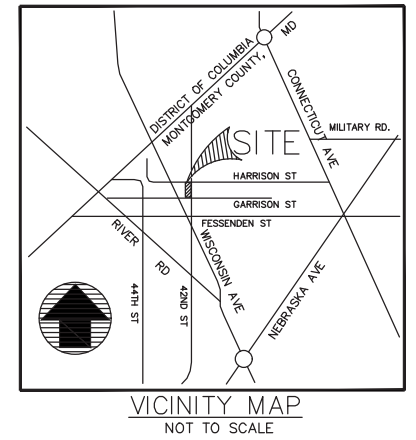 DISTRICT OF COLUMBIA
MONTGOMERY COUNTY, MD
CONNECTICUT AVE
MILITARY RD.
SITE
HARRISON ST
GARRISON ST
FESSENDEN ST
RIVER RD
WISCONSIN AVE
44TH ST
42ND ST
NEBRASKA AVE
VICINITY MAP
NOT TO SCALE